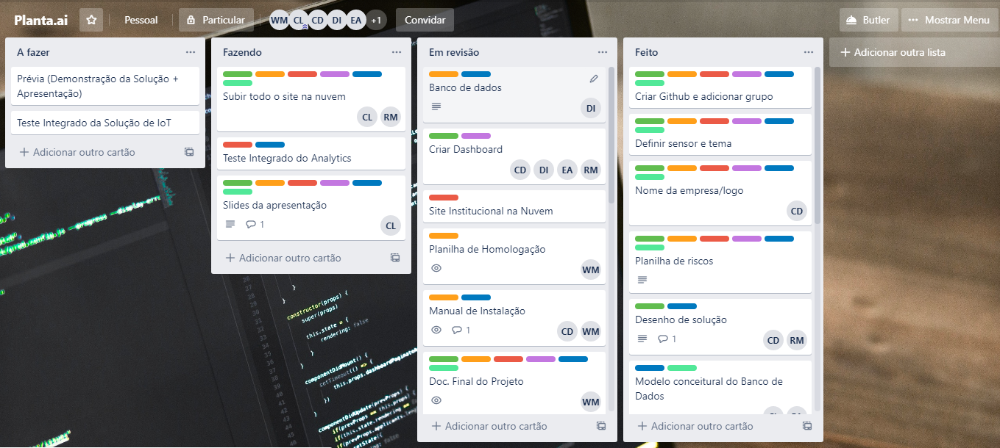 Planta.ai
Pessoal
Particular
WM CL CD DI EA +1
Convidar
Butler
Mostrar Menu
A fazer
Prévia (Demonstração da Solução +
Apresentação)
Teste Integrado da Solução de IoT
Adicionar outro cartão
Fazendo
Subir todo o site na nuvem
CL RM
Teste Integrado do Analytics
Slides da apresentação
1
CL
Adicionar outro cartão
Em revisão
Banco de dados
DI
Criar Dashboard
CD DI EA RM
Site Institucional na Nuvem
Planilha de Homologação
WM
Manual de Instalação
1
CD WM
Doc. Final do Projeto
WM
Adicionar outro cartão
Feito
Criar Github e adicionar grupo
Definir sensor e tema
Nome da empresa/logo
CD
Planilha de riscos
Desenho de solução
1
CD RM
Modelo conceitural do Banco de
Dados
Adicionar outro cartão
Adicionar outra lista
constructor(props) {
super(props)
this.state = {
rendering: false
}
}
componentDidMount() {
setTimeout(() => {
})
}
componentDidUpdate(prevProps) {